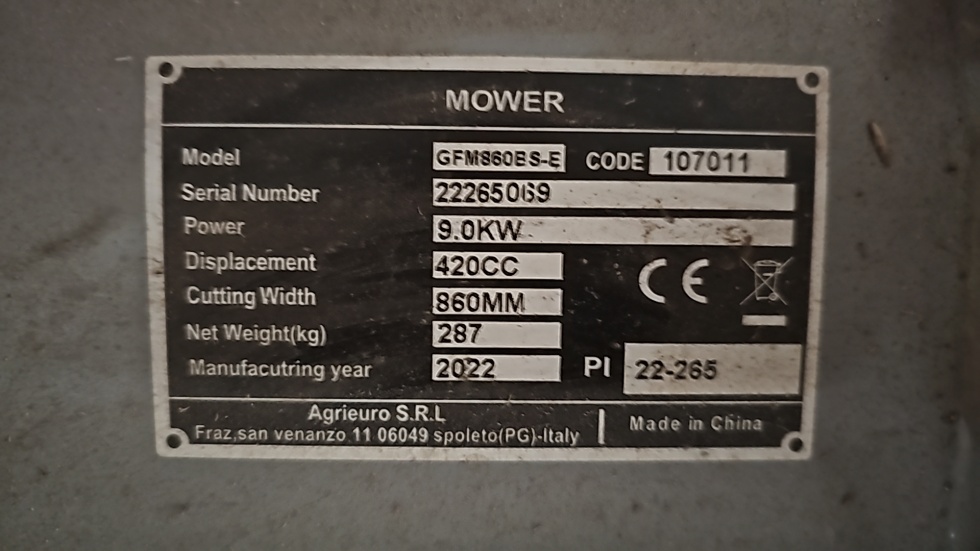 MOWER
Model GFM860BS-E CODE 107011
Serial Number 22265069
Power 9.0KW
Displacement 420CC
Cutting Width 860MM
CE
Net Weight(kg) 287
Manufacutring year 2022 PI 22-265
Agrieuro S.R.L
Fraz,san venanzo 11 06049 spoleto(PG)-Italy
Made in China